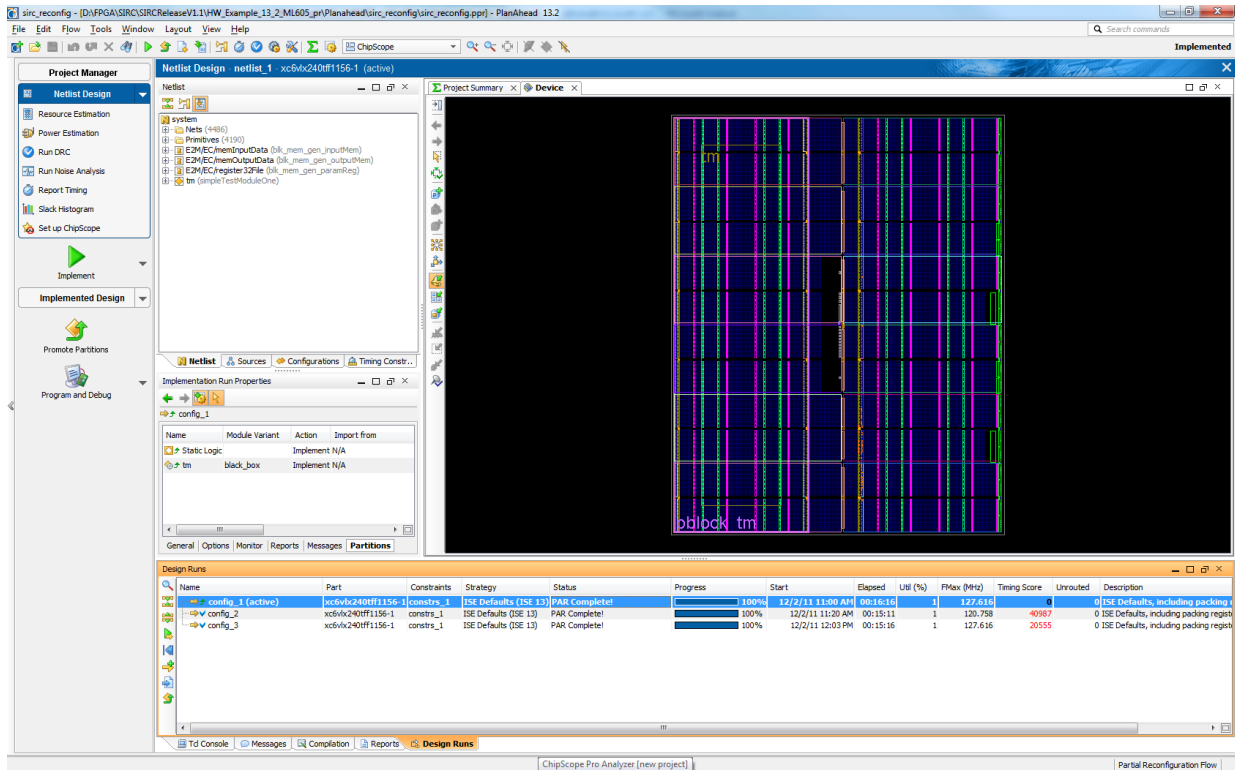 sirc_reconfig - [D:\FPGA\SIRC\SIRCReleaseV1.1\HW_Example_13_2_ML605_pr\Planahead\sirc_reconfig\sirc_reconfig.ppr] - PlanAhead 13.2
File Edit Flow Tools Window Layout View Help
Search commands
ChipScope
Implemented
Project Manager
Netlist Design
Resource Estimation
Power Estimation
Run DRC
Run Noise Analysis
Report Timing
Slack Histogram
Set up ChipScope
Implement
Implemented Design
Promote Partitions
Program and Debug
Netlist Design - netlist_1 - xc6vlx240tff1156-1 (active)
Netlist
system
Nets (4486)
Primitives (4190)
E2M/EC/memInputData (blk_mem_gen_inputMem)
E2M/EC/memOutputData (blk_mem_gen_outputMem)
E2M/EC/register32File (blk_mem_gen_paramReg)
tm (simpleTestModuleOne)
Netlist Sources Configurations Timing Constr..
Implementation Run Properties
config_1
Name Module Variant Action Import from
Static Logic Implement N/A
tm black_box Implement N/A
General Options Monitor Reports Messages Partitions
Project Summary Device
tm
pblock_tm
Design Runs
Name Part Constraints Strategy Status Progress Start Elapsed Util (%) FMax (MHz) Timing Score Unrouted Description
config_1 (active) xc6vlx240tff1156-1 constrs_1 ISE Defaults (ISE 13) PAR Complete! 100% 12/2/11 11:00 AM 00:16:16 1 127.616 0 0 ISE Defaults, including packing r
config_2 xc6vlx240tff1156-1 constrs_1 ISE Defaults (ISE 13) PAR Complete! 100% 12/2/11 11:20 AM 00:15:11 1 120.758 40987 0 ISE Defaults, including packing regist
config_3 xc6vlx240tff1156-1 constrs_1 ISE Defaults (ISE 13) PAR Complete! 100% 12/2/11 12:03 PM 00:15:16 1 127.616 20555 0 ISE Defaults, including packing regist
Tcl Console Messages Compilation Reports Design Runs
ChipScope Pro Analyzer [new project]
Partial Reconfiguration Flow